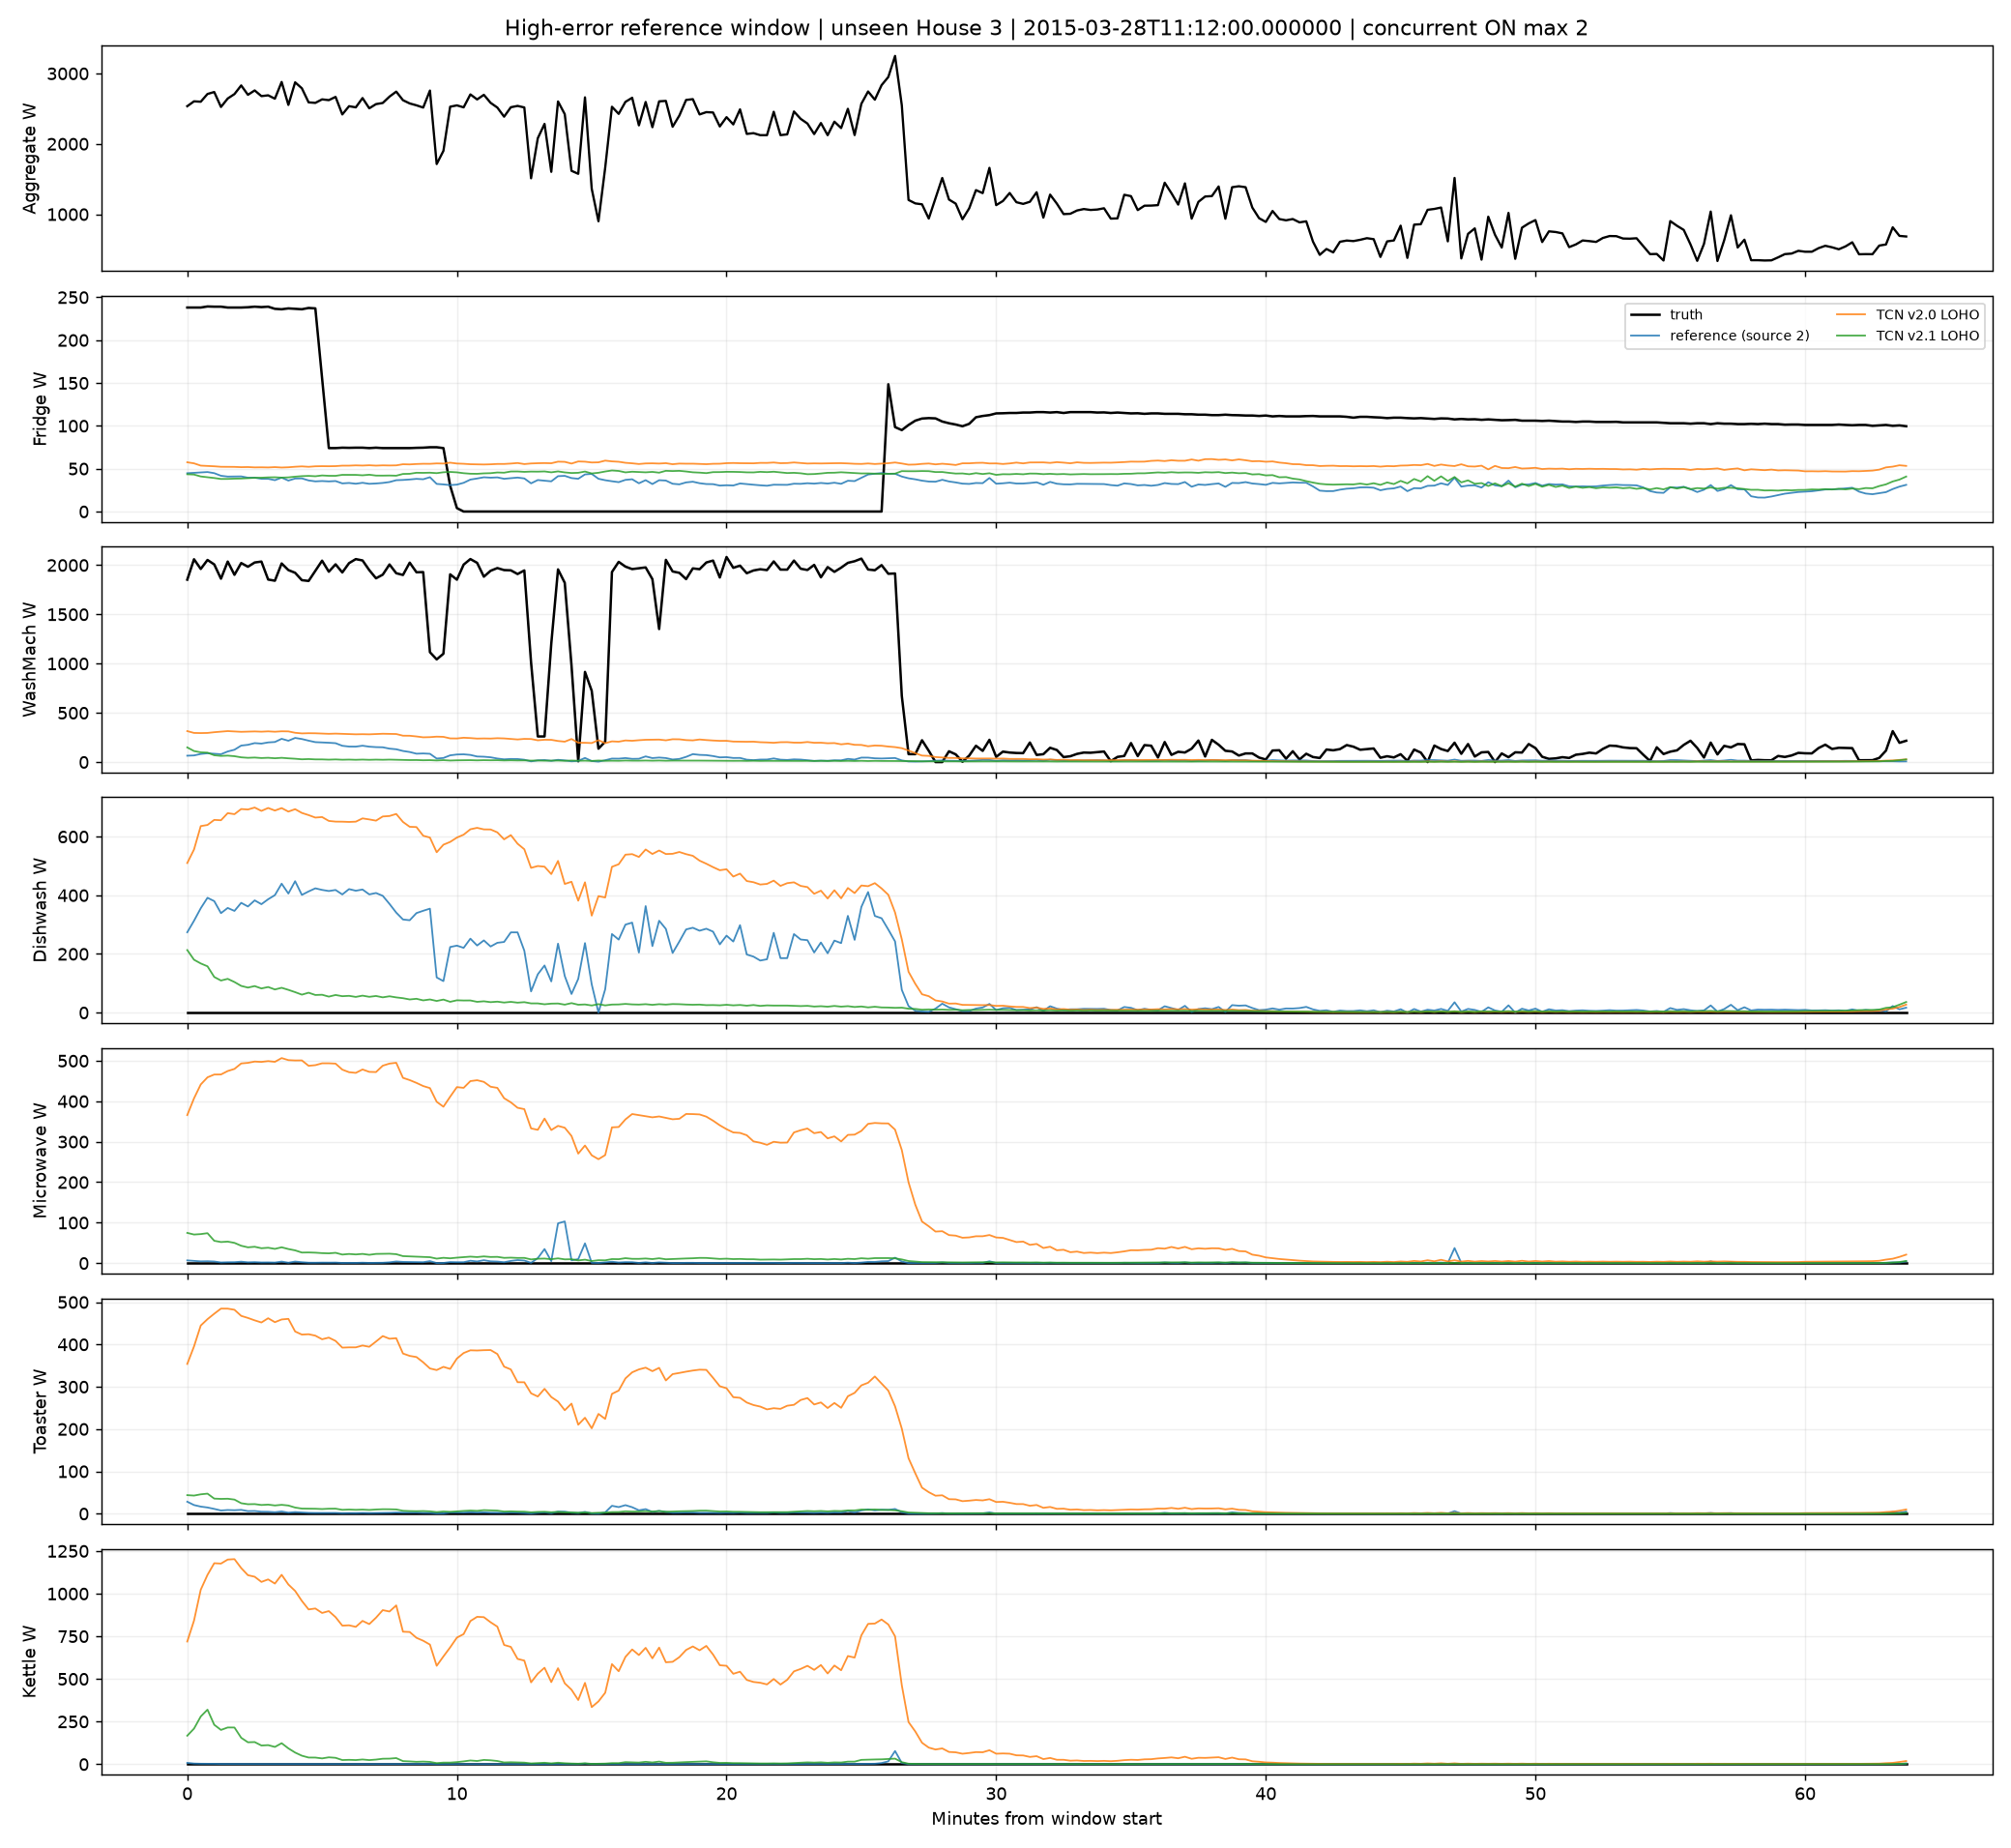 High-error reference window | unseen House 3 | 2015-03-28T11:12:00.000000 | concurrent ON max 2
Aggregate W
3000
2000
1000
Fridge W
250
200
150
100
50
0
truth
reference (source 2)
TCN v2.0 LOHO
TCN v2.1 LOHO
WashMach W
2000
1500
1000
500
0
Dishwash W
600
400
200
0
Microwave W
500
400
300
200
100
0
Toaster W
500
400
300
200
100
0
Kettle W
1250
1000
750
500
250
0
0 10 20 30 40 50 60
Minutes from window start